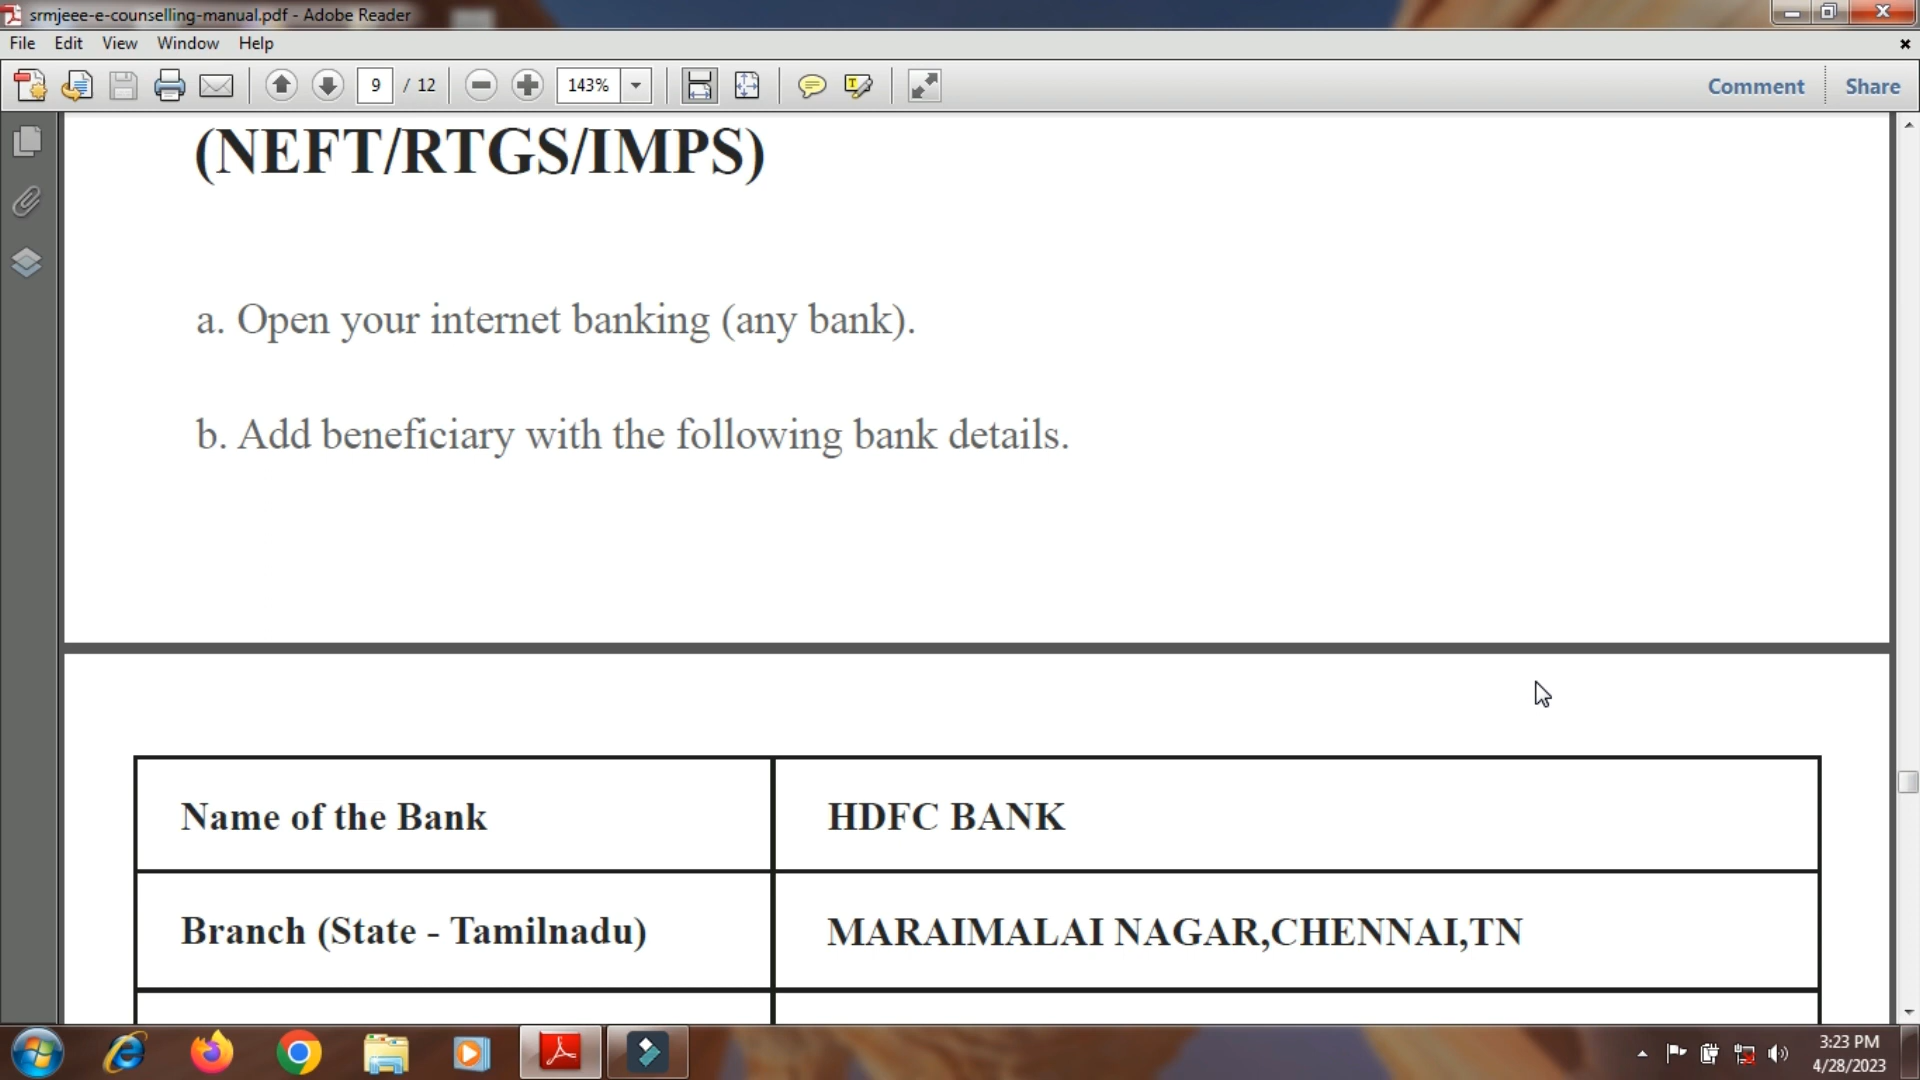 srmjeee-e-counselling-manual.pdf - Adobe Reader
File Edit View Window Help
9 / 12 143% Comment Share
(NEFT/RTGS/IMPS)
a. Open your internet banking (any bank).
b. Add beneficiary with the following bank details.
Name of the Bank HDFC BANK
Branch (State - Tamilnadu) MARAIMALAI NAGAR,CHENNAI,TN
3:23 PM
4/28/2023